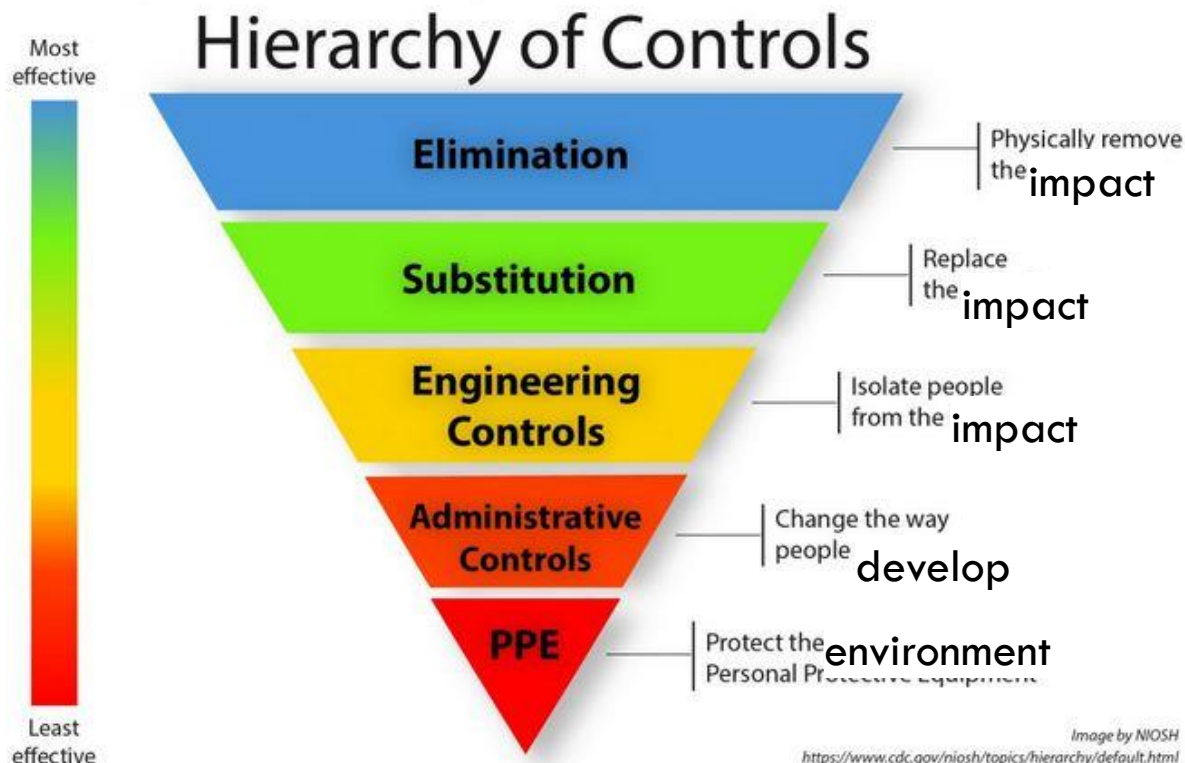 Hierarchy of Controls
Most
effective
Elimination
Physically remove
the impact
Substitution
Replace
the impact
Engineering
Controls
Isolate people
from the impact
Administrative
Controls
Change the way
people develop
PPE
Protect the environment
Personal Protective Equipment
Least
effective
Image by NIOSH
https://www.cdc.gov/niosh/topics/hierarchy/default.html